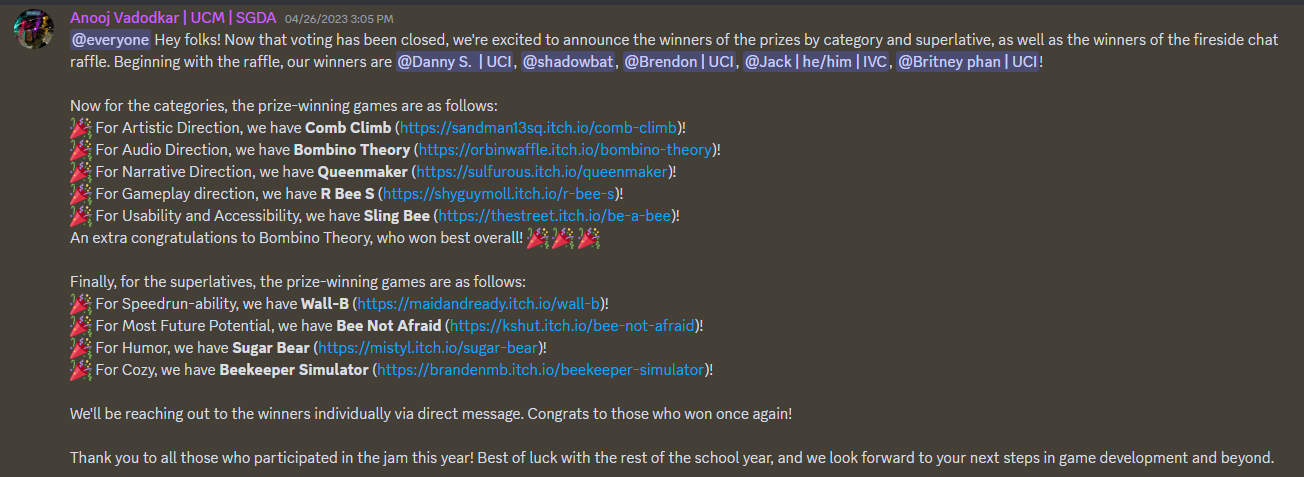 Anooj Vadodkar | UCM | SGDA 04/26/2023 3:05 PM
@everyone Hey folks! Now that voting has been closed, we're excited to announce the winners of the prizes by category and superlative, as well as the winners of the fireside chat
raffle. Beginning with the raffle, our winners are @Danny S. | UCI, @shadowbat, @Brendon | UCI, @Jack | he/him | IVC, @Britney phan | UCI!
Now for the categories, the prize-winning games are as follows:
🎉 For Artistic Direction, we have Comb Climb (https://sandman13sq.itch.io/comb-climb)!
🎉 For Audio Direction, we have Bombino Theory (https://orbinwaffle.itch.io/bombino-theory)!
🎉 For Narrative Direction, we have Queenmaker (https://sulfurous.itch.io/queenmaker)!
🎉 For Gameplay direction, we have R Bee S (https://shyguymoll.itch.io/r-bee-s)!
🎉 For Usability and Accessibility, we have Sling Bee (https://thestreet.itch.io/be-a-bee)!
An extra congratulations to Bombino Theory, who won best overall! 🎉 🎉 🎉
Finally, for the superlatives, the prize-winning games are as follows:
🎉 For Speedrun-ability, we have Wall-B (https://maidandready.itch.io/wall-b)!
🎉 For Most Future Potential, we have Bee Not Afraid (https://kshut.itch.io/bee-not-afraid)!
🎉 For Humor, we have Sugar Bear (https://mistyl.itch.io/sugar-bear)!
🎉 For Cozy, we have Beekeeper Simulator (https://brandenmb.itch.io/beekeeper-simulator)!
We'll be reaching out to the winners individually via direct message. Congrats to those who won once again!
Thank you to all those who participated in the jam this year! Best of luck with the rest of the school year, and we look forward to your next steps in game development and beyond.